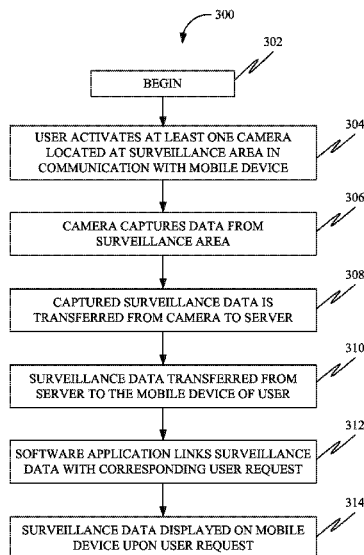 300
302
BEGIN
304
USER ACTIVATES AT LEAST ONE CAMERA
LOCATED AT SURVEILLANCE AREA IN
COMMUNICATION WITH MOBILE DEVICE
306
CAMERA CAPTURES DATA FROM
SURVEILLANCE AREA
308
CAPTURED SURVEILLANCE DATA IS
TRANSFERRED FROM CAMERA TO SERVER
310
SURVEILLANCE DATA TRANSFERRED FROM
SERVER TO THE MOBILE DEVICE OF USER
312
SOFTWARE APPLICATION LINKS SURVEILLANCE
DATA WITH CORRESPONDING USER REQUEST
314
SURVEILLANCE DATA DISPLAYED ON MOBILE
DEVICE UPON USER REQUEST